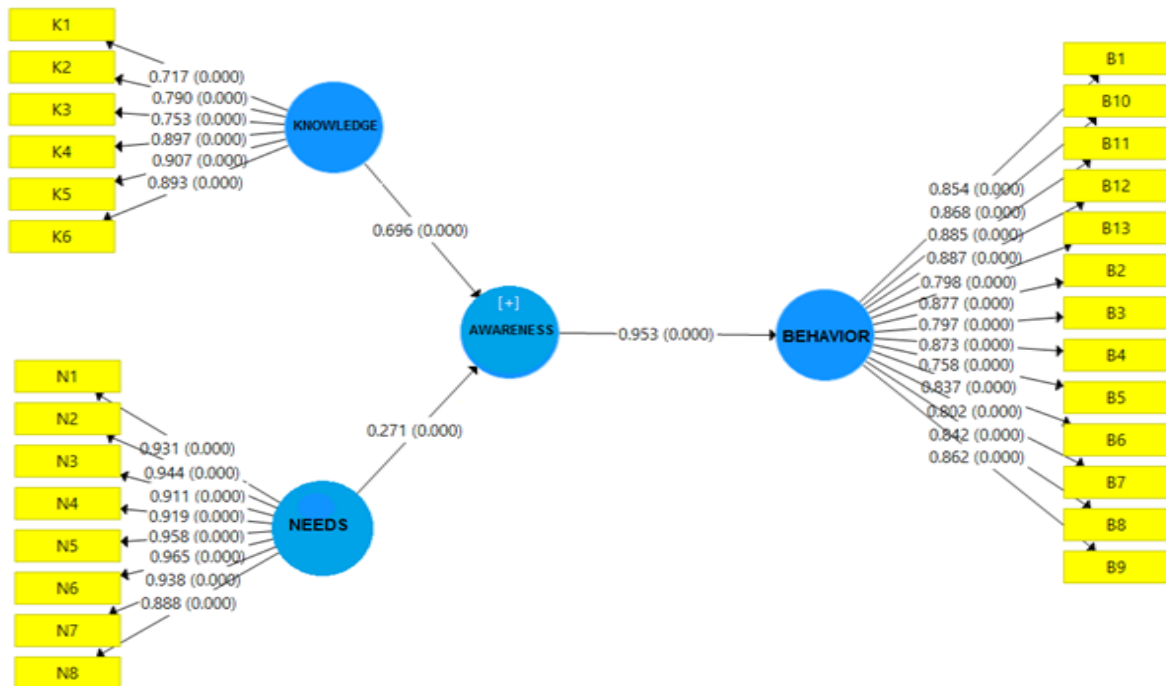 K1
K2
K3
K4
K5
K6
0.717 (0.000)
0.790 (0.000)
0.753 (0.000)
0.897 (0.000)
0.907 (0.000)
0.893 (0.000)
KNOWLEDGE
0.696 (0.000)
[+]
AWARENESS
0.953 (0.000)
BEHAVIOR
0.271 (0.000)
N1
N2
N3
N4
N5
N6
N7
N8
0.931 (0.000)
0.944 (0.000)
0.911 (0.000)
0.919 (0.000)
0.958 (0.000)
0.965 (0.000)
0.938 (0.000)
0.888 (0.000)
NEEDS
0.854 (0.000)
0.868 (0.000)
0.885 (0.000)
0.887 (0.000)
0.798 (0.000)
0.877 (0.000)
0.797 (0.000)
0.873 (0.000)
0.758 (0.000)
0.837 (0.000)
0.802 (0.000)
0.842 (0.000)
0.862 (0.000)
B1
B10
B11
B12
B13
B2
B3
B4
B5
B6
B7
B8
B9